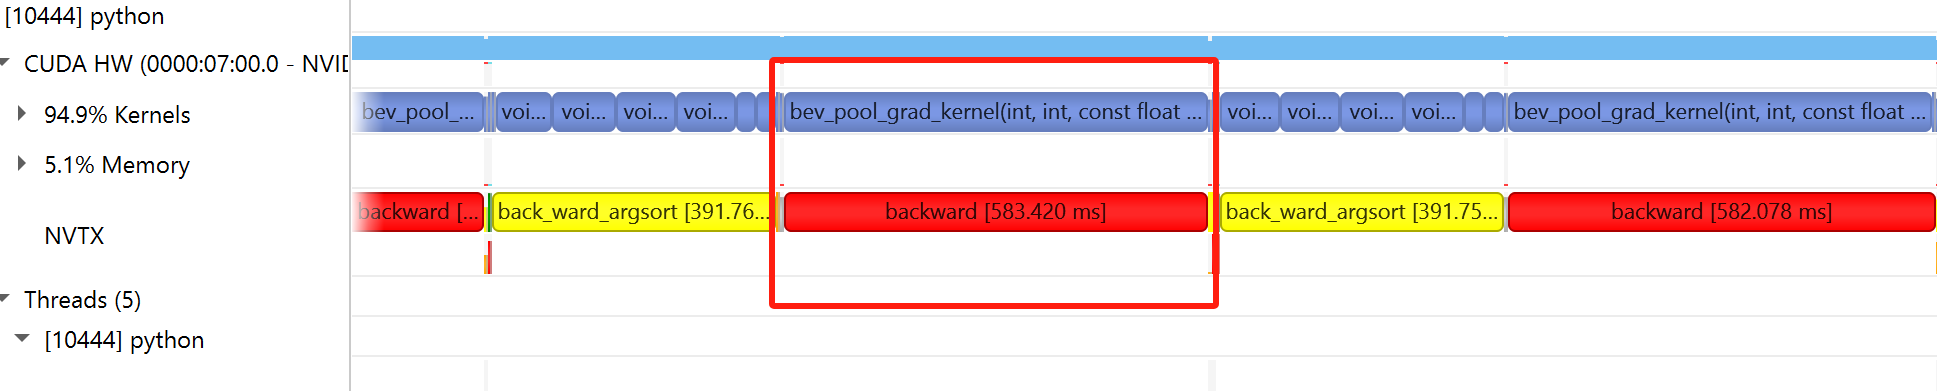 [10444] python
CUDA HW (0000:07:00.0 - NVID
94.9% Kernels
bev_pool_... voi... voi... voi... voi... bev_pool_grad_kernel(int, int, const float ... voi... voi... voi... voi... bev_pool_grad_kernel(int, int, const float ...
5.1% Memory
backward [... back_ward_argsort [391.76... backward [583.420 ms] back_ward_argsort [391.75... backward [582.078 ms]
NVTX
Threads (5)
[10444] python